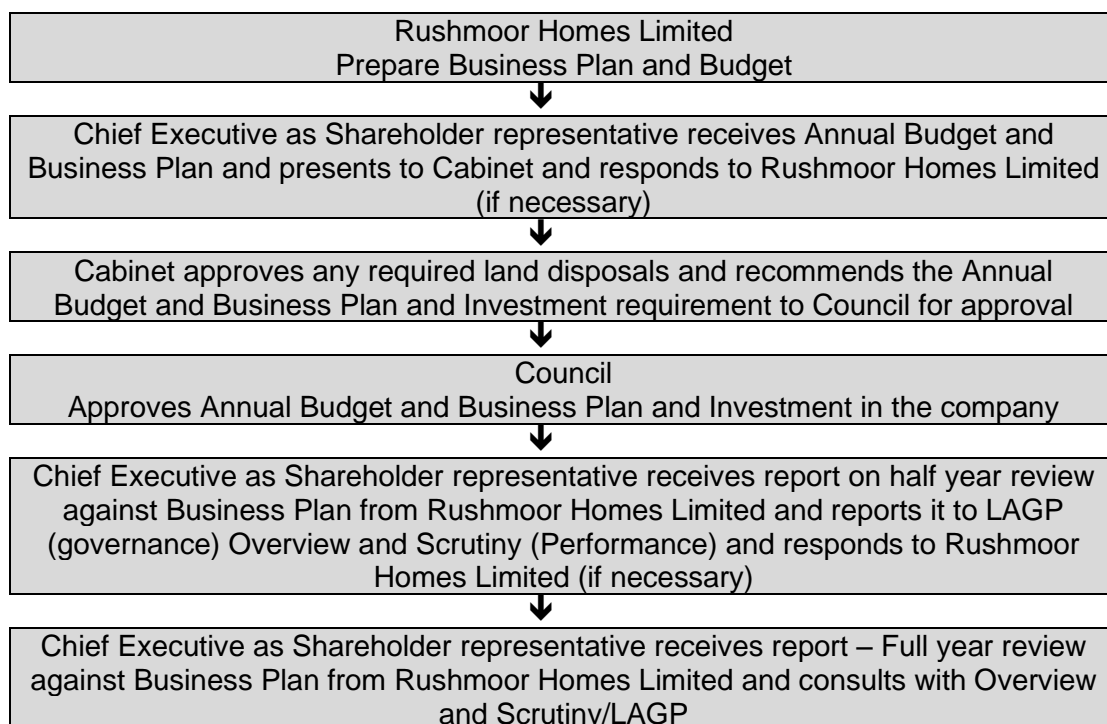 Rushmoor Homes Limited
Prepare Business Plan and Budget
Chief Executive as Shareholder representative receives Annual Budget and
Business Plan and presents to Cabinet and responds to Rushmoor Homes Limited
(if necessary)
Cabinet approves any required land disposals and recommends the Annual
Budget and Business Plan and Investment requirement to Council for approval
Council
Approves Annual Budget and Business Plan and Investment in the company
Chief Executive as Shareholder representative receives report on half year review
against Business Plan from Rushmoor Homes Limited and reports it to LAGP
(governance) Overview and Scrutiny (Performance) and responds to Rushmoor
Homes Limited (if necessary)
Chief Executive as Shareholder representative receives report – Full year review
against Business Plan from Rushmoor Homes Limited and consults with Overview
and Scrutiny/LAGP